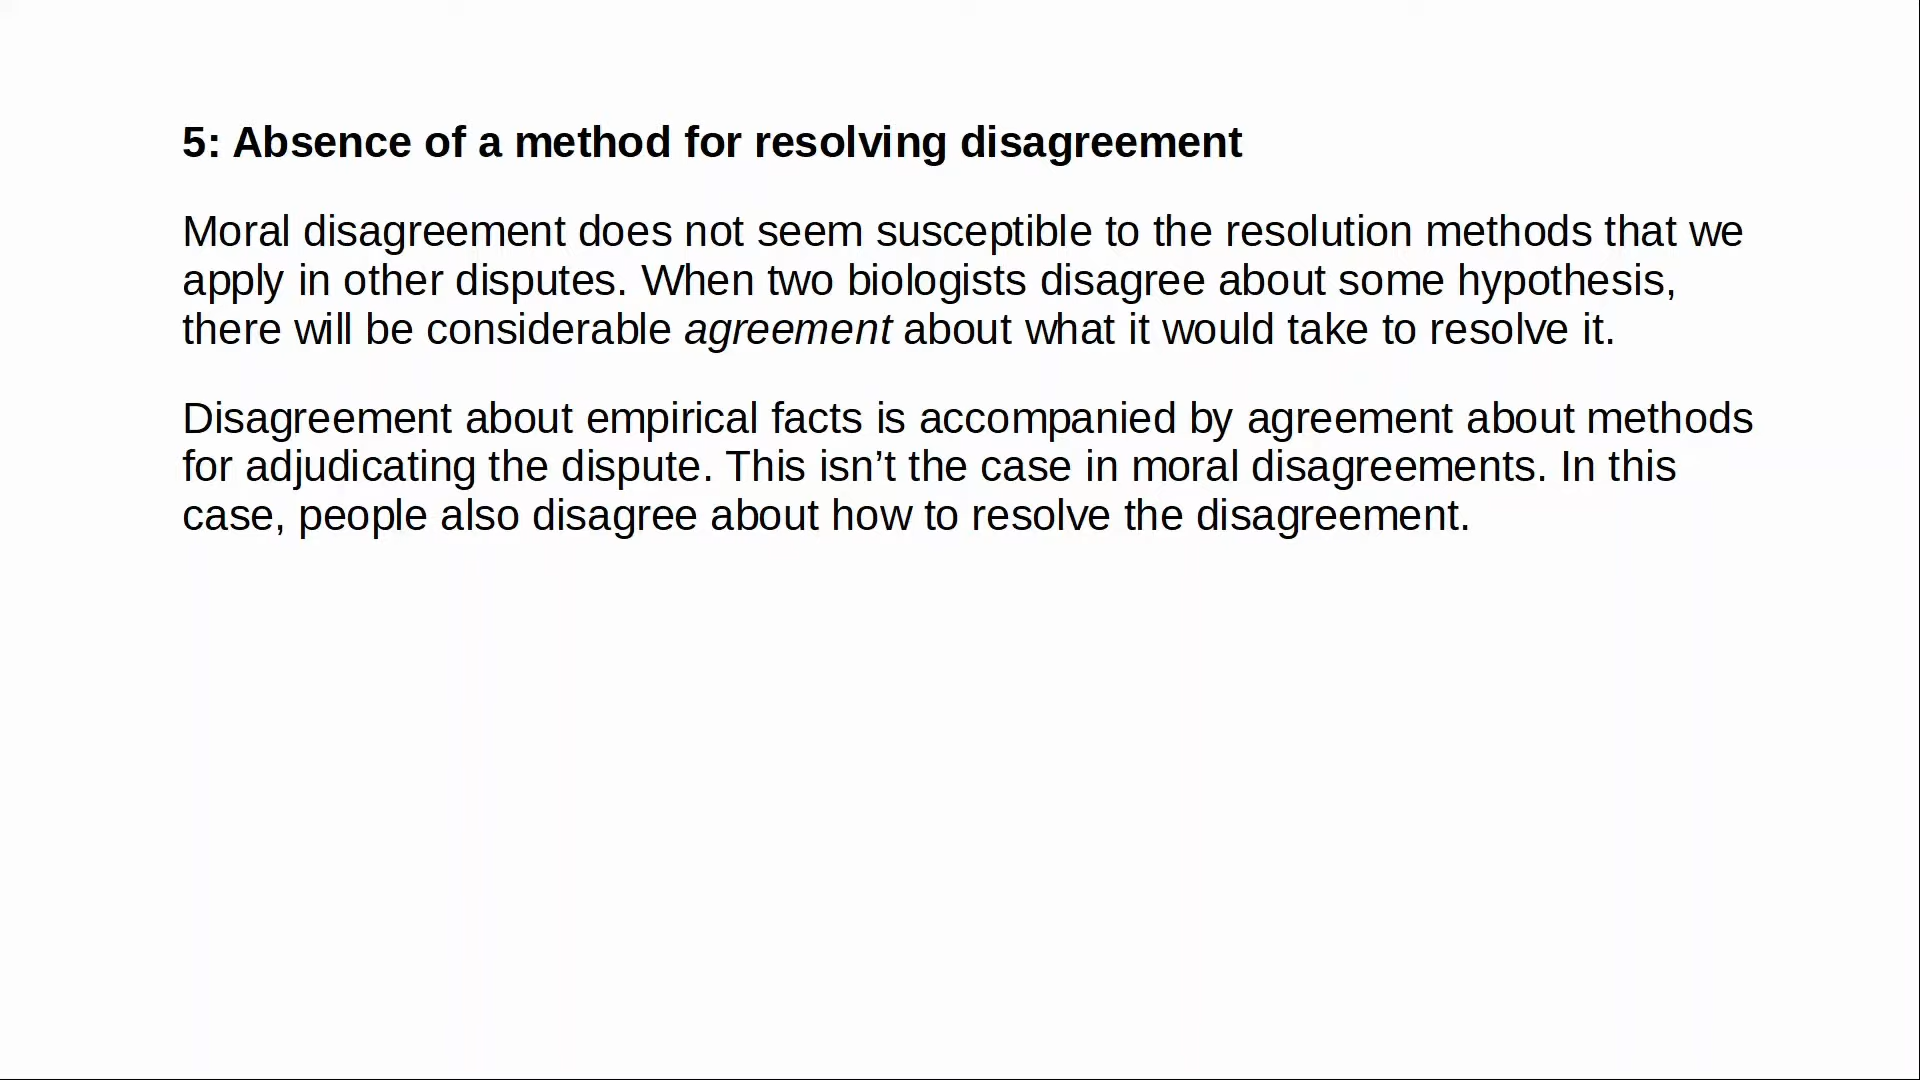 5: Absence of a method for resolving disagreement
Moral disagreement does not seem susceptible to the resolution methods that we
apply in other disputes. When two biologists disagree about some hypothesis,
there will be considerable agreement about what it would take to resolve it.
Disagreement about empirical facts is accompanied by agreement about methods
for adjudicating the dispute. This isn’t the case in moral disagreements. In this
case, people also disagree about how to resolve the disagreement.